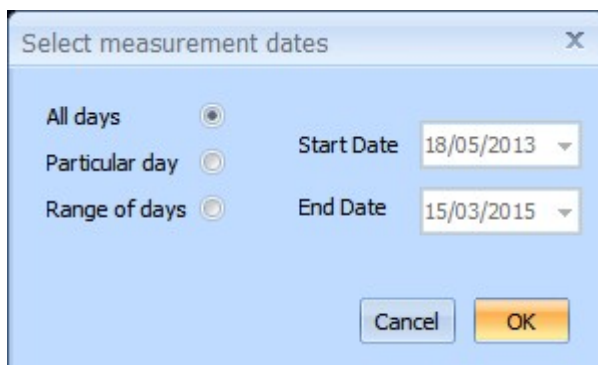 Select measurement dates
All days
Particular day
Range of days
Start Date 18/05/2013
End Date 15/03/2015
Cancel OK